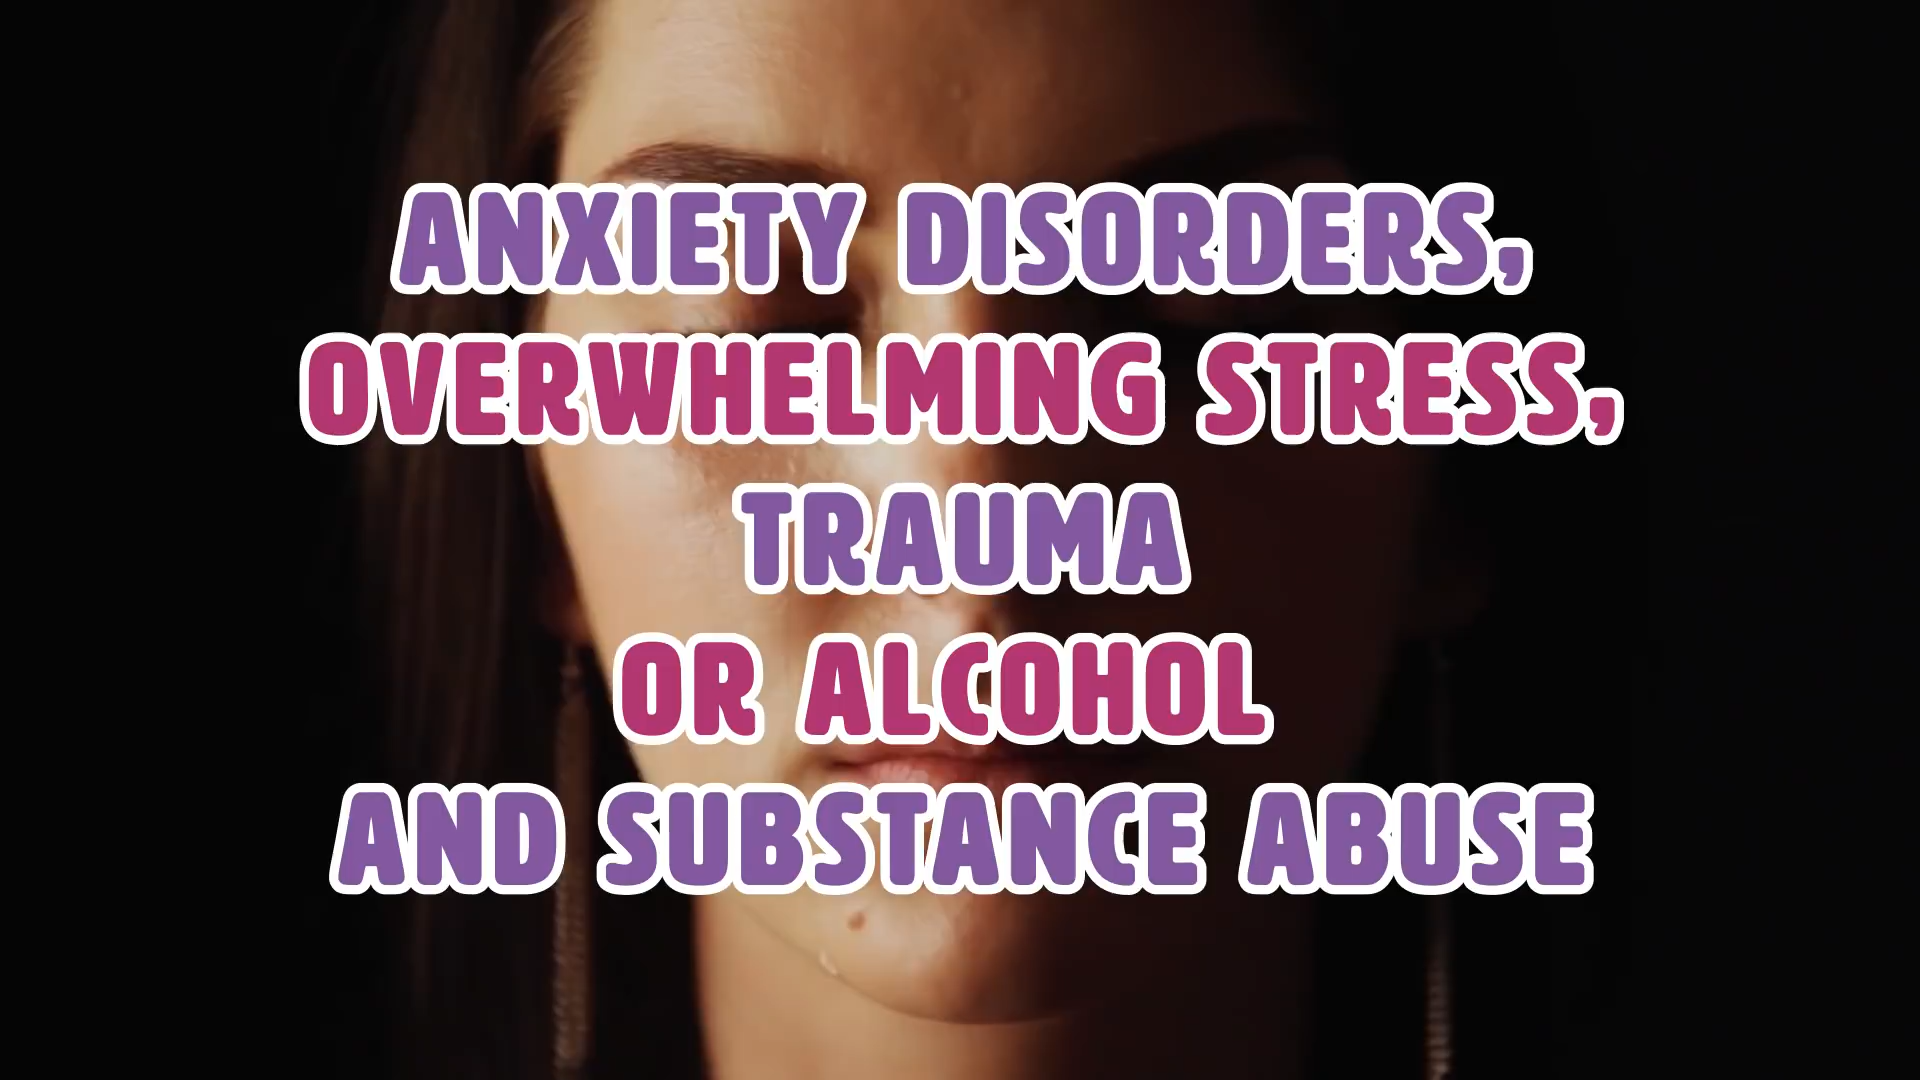 ANXIETY DISORDERS,
OVERWHELMING STRESS,
TRAUMA
OR ALCOHOL
AND SUBSTANCE ABUSE